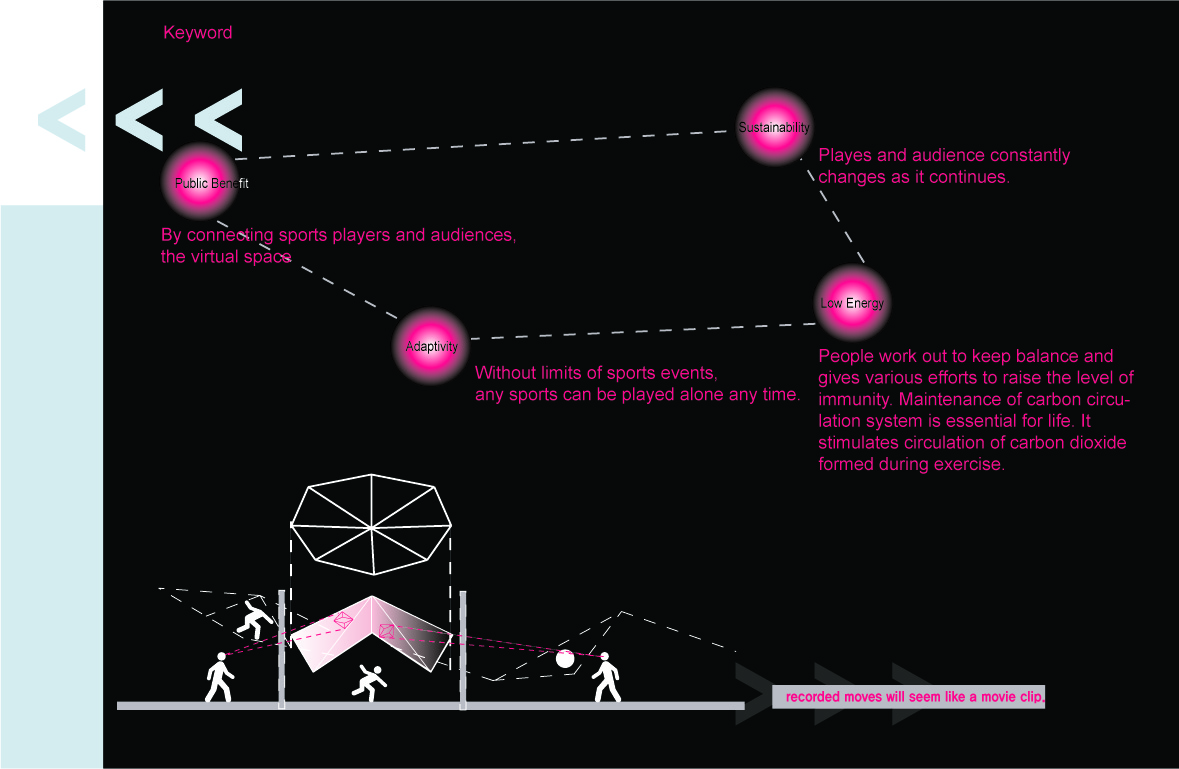 Keyword
Sustainability
Playes and audience constantly
changes as it continues.
Public Benefit
By connecting sports players and audiences,
the virtual space
Low Energy
Adaptivity
Without limits of sports events,
any sports can be played alone any time.
People work out to keep balance and
gives various efforts to raise the level of
immunity. Maintenance of carbon circu-
lation system is essential for life. It
stimulates circulation of carbon dioxide
formed during exercise.
recorded moves will seem like a movie clip.